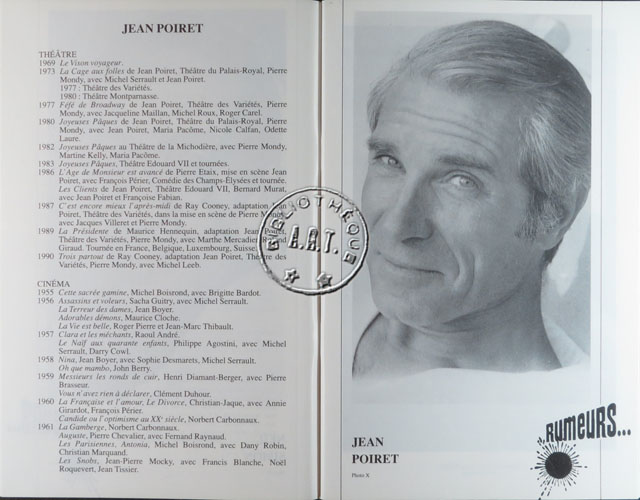 JEAN POIRET
THÉÂTRE
1969 Le Vison voyageur.
1973 La Cage aux folles de Jean Poiret, Théâtre du Palais-Royal, Pierre
Mondy, avec Michel Serrault et Jean Poiret.
1977 : Théâtre des Variétés.
1980 : Théâtre Montparnasse.
1977 Féfé de Broadway de Jean Poiret, Théâtre des Variétés, Pierre
Mondy, avec Jacqueline Maillan, Michel Roux, Roger Carel.
1980 Joyeuses Pâques de Jean Poiret, Théâtre du Palais-Royal, Pierre
Mondy, avec Jean Poiret, Maria Pacôme, Nicole Calfan, Odette
Laure.
1982 Joyeuses Pâques au Théâtre de la Michodière, avec Pierre Mondy,
Martine Kelly, Maria Pacôme.
1983 Joyeuses Pâques, Théâtre Edouard VII et tournées.
1986 L'Age de Monsieur est avancé de Pierre Etaix, mise en scène Jean
Poiret, avec François Périer, Comédie des Champs-Élysées et tournée.
Les Clients de Jean Poiret, Théâtre Edouard VII, Bernard Murat,
avec Jean Poiret et Françoise Fabian.
1987 C'est encore mieux l'après-midi de Ray Cooney, adaptation Jean
Poiret, Théâtre des Variétés, dans la mise en scène de Pierre Mondy,
avec Jacques Villeret et Pierre Mondy.
1989 La Présidente de Maurice Hennequin, adaptation Jean Poiret,
Théâtre des Variétés, Pierre Mondy, avec Marthe Mercadier, Roland
Giraud. Tournée en France, Belgique, Luxembourg, Suisse.
1990 Trois partout de Ray Cooney, adaptation Jean Poiret, Théâtre des
Variétés, Pierre Mondy, avec Michel Leeb.
CINÉMA
1955 Cette sacrée gamine, Michel Boisrond, avec Brigitte Bardot.
1956 Assassins et voleurs, Sacha Guitry, avec Michel Serrault.
La Terreur des dames, Jean Boyer.
Adorables démons, Maurice Cloche.
La Vie est belle, Roger Pierre et Jean-Marc Thibault.
1957 Clara et les méchants, Raoul André.
Le Naïf aux quarante enfants, Philippe Agostini, avec Michel
Serrault, Darry Cowl.
1958 Nina, Jean Boyer, avec Sophie Desmarets, Michel Serrault.
Oh que mambo, John Berry.
1959 Messieurs les ronds de cuir, Henri Diamant-Berger, avec Pierre
Brasseur.
Vous n'avez rien à déclarer, Clément Duhour.
1960 La Française et l'amour, Le Divorce, Christian-Jaque, avec Annie
Girardot, François Périer.
Candide ou l'optimisme au XXe siècle, Norbert Carbonnaux.
1961 La Gamberge, Norbert Carbonnaux.
Auguste, Pierre Chevalier, avec Fernand Raynaud.
Les Parisiennes, Antonia, Michel Boisrond, avec Dany Robin,
Christian Marquand.
Les Snobs, Jean-Pierre Mocky, avec Francis Blanche, Noël
Roquevert, Jean Tissier.
BIBLIOTHÈQUE
A.R.T.
JEAN
POIRET
Photo X
RUMEURS...